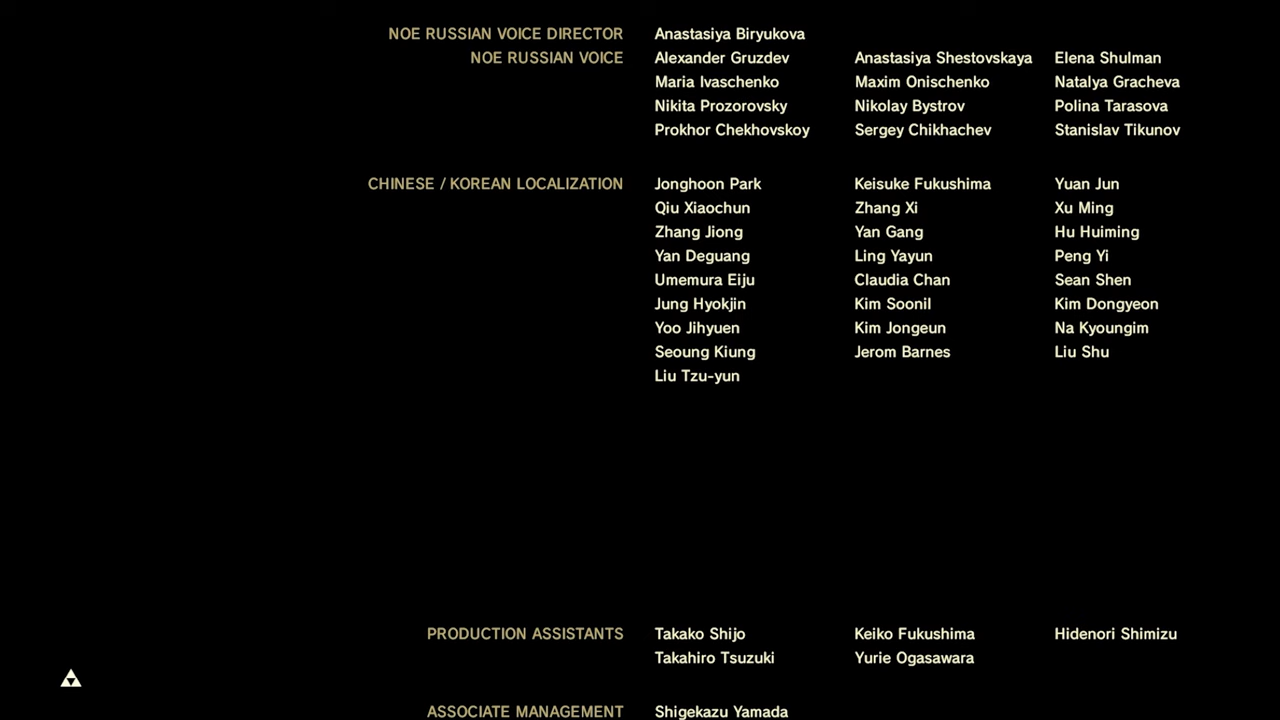 NOE RUSSIAN VOICE DIRECTOR Anastasiya Biryukova
NOE RUSSIAN VOICE Alexander Gruzdev Anastasiya Shestovskaya Elena Shulman
Maria Ivaschenko Maxim Onischenko Natalya Gracheva
Nikita Prozorovsky Nikolay Bystrov Polina Tarasova
Prokhor Chekhovskoy Sergey Chikhachev Stanislav Tikunov
CHINESE / KOREAN LOCALIZATION Jonghoon Park Keisuke Fukushima Yuan Jun
Qiu Xiaochun Zhang Xi Xu Ming
Zhang Jiong Yan Gang Hu Huiming
Yan Deguang Ling Yayun Peng Yi
Umemura Eiju Claudia Chan Sean Shen
Jung Hyokjin Kim Soonil Kim Dongyeon
Yoo Jihyuen Kim Jongeun Na Kyoungim
Seoung Kiung Jerom Barnes Liu Shu
Liu Tzu-yun
PRODUCTION ASSISTANTS Takako Shijo Keiko Fukushima Hidenori Shimizu
Takahiro Tsuzuki Yurie Ogasawara
ASSOCIATE MANAGEMENT Shigekazu Yamada